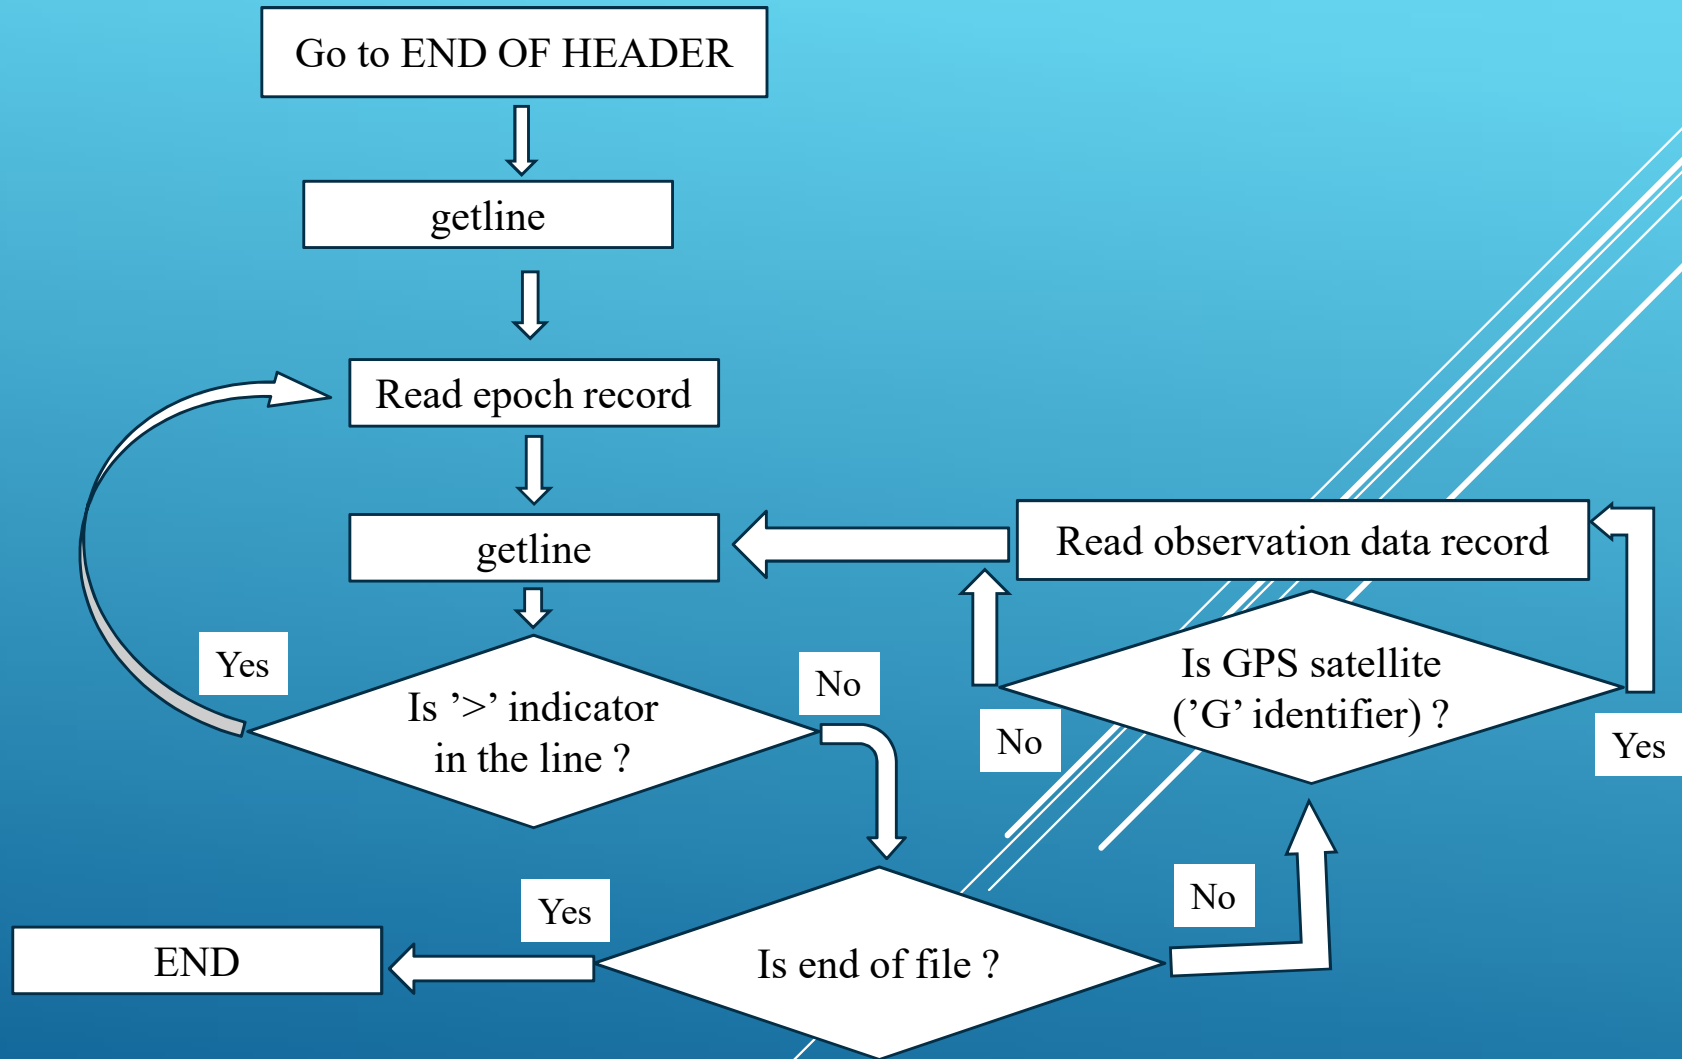 Go to END OF HEADER
getline
Read epoch record
getline
Read observation data record
Yes
Is ’>’ indicator
in the line ?
No
Is GPS satellite
(’G’ identifier) ?
No
Yes
Yes
No
END
Is end of file ?